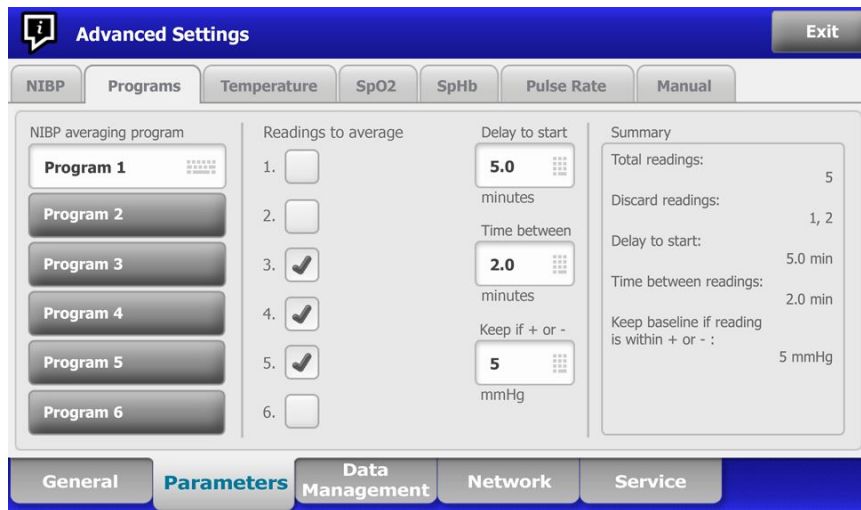 i
Advanced Settings
Exit
NIBP
Programs
Temperature
SpO2
SpHb
Pulse Rate
Manual
NIBP averaging program
Program 1
Program 2
Program 3
Program 4
Program 5
Program 6
Readings to average
1.
2.
3.
4.
5.
6.
Delay to start
5.0
minutes
Time between
2.0
minutes
Keep if + or -
5
mmHg
Summary
Total readings:
5
Discard readings:
1, 2
Delay to start:
5.0 min
Time between readings:
2.0 min
Keep baseline if reading
is within + or - :
5 mmHg
General
Parameters
Data
Management
Network
Service